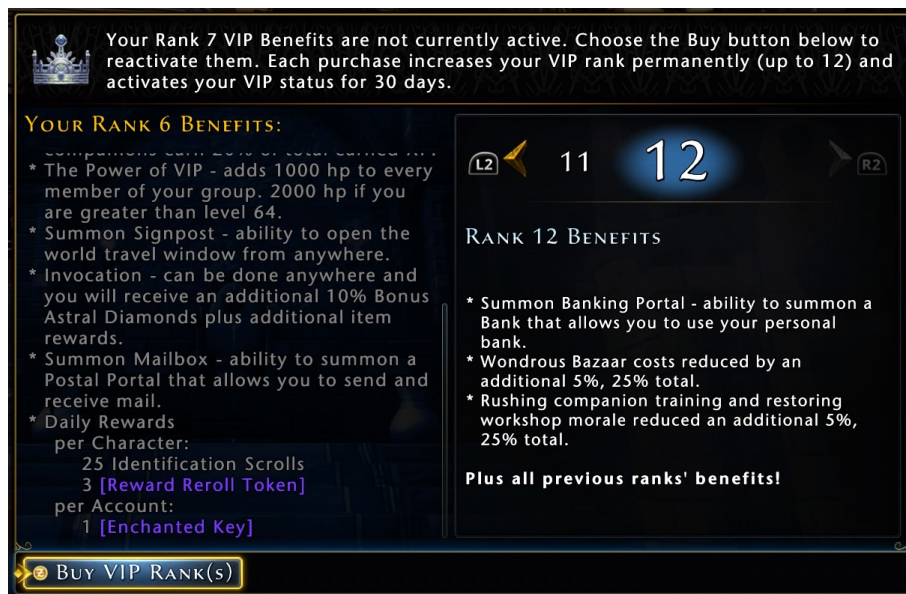 Your Rank 7 VIP Benefits are not currently active. Choose the Buy button below to
reactivate them. Each purchase increases your VIP rank permanently (up to 12) and
activates your VIP status for 30 days.
Your Rank 6 Benefits:
* The Power of VIP - adds 1000 hp to every
member of your group. 2000 hp if you
are greater than level 64.
* Summon Signpost - ability to open the
world travel window from anywhere.
* Invocation - can be done anywhere and
you will receive an additional 10% Bonus
Astral Diamonds plus additional item
rewards.
* Summon Mailbox - ability to summon a
Postal Portal that allows you to send and
receive mail.
* Daily Rewards
per Character:
25 Identification Scrolls
3 [Reward Reroll Token]
per Account:
1 [Enchanted Key]
L2 11 12 R2
Rank 12 Benefits
* Summon Banking Portal - ability to summon a
Bank that allows you to use your personal
bank.
* Wondrous Bazaar costs reduced by an
additional 5%, 25% total.
* Rushing companion training and restoring
workshop morale reduced an additional 5%,
25% total.
Plus all previous ranks' benefits!
Buy VIP Rank(s)